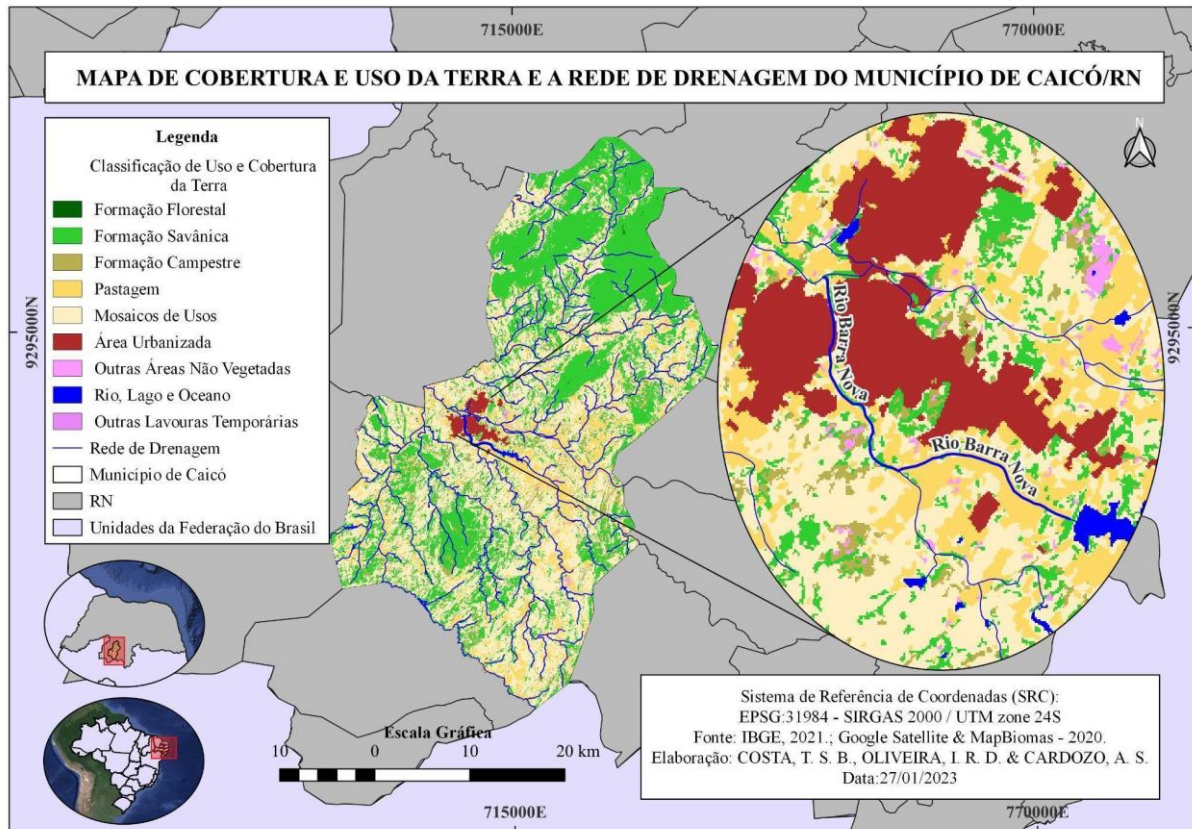 715000E
770000E
MAPA DE COBERTURA E USO DA TERRA E A REDE DE DRENAGEM DO MUNICÍPIO DE CAICÓ/RN
Legenda
Classificação de Uso e Cobertura
da Terra
Formação Florestal
Formação Savânica
Formação Campestre
Pastagem
Mosaicos de Usos
Área Urbanizada
Outras Áreas Não Vegetadas
Rio, Lago e Oceano
Outras Lavouras Temporárias
Rede de Drenagem
Município de Caicó
RN
Unidades da Federação do Brasil
9295000N
N
Rio Barra Nova
Rio Barra Nova
9295000N
Escala Gráfica
10 0 10 20 km
Sistema de Referência de Coordenadas (SRC):
EPSG:31984 - SIRGAS 2000 / UTM zone 24S
Fonte: IBGE, 2021.; Google Satellite & MapBiomas - 2020.
Elaboração: COSTA, T. S. B., OLIVEIRA, I. R. D. & CARDOZO, A. S.
Data:27/01/2023
715000E
770000E